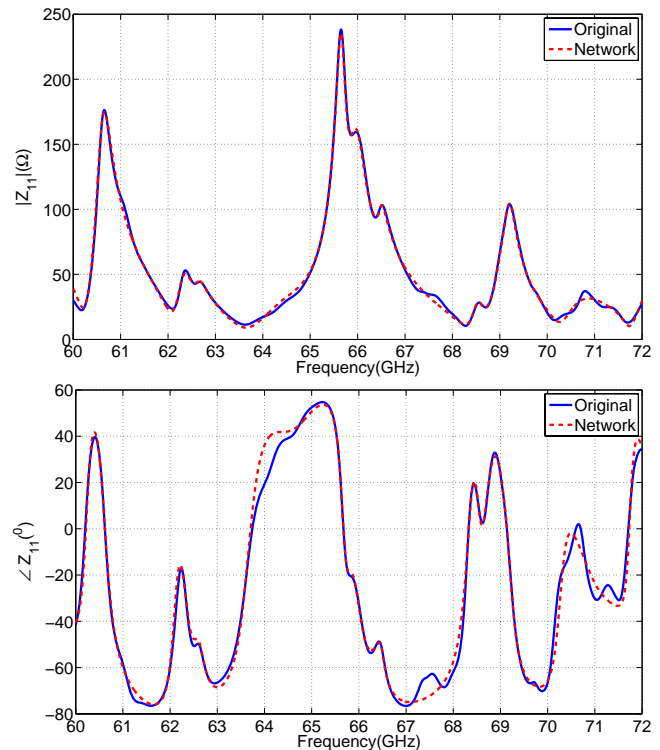 250
200
150
100
50
0
|Z11|(Ω)
Original
Network
60 61 62 63 64 65 66 67 68 69 70 71 72
Frequency(GHz)
60
40
20
0
−20
−40
−60
−80
∠ Z11(0)
Original
Network
60 61 62 63 64 65 66 67 68 69 70 71 72
Frequency(GHz)